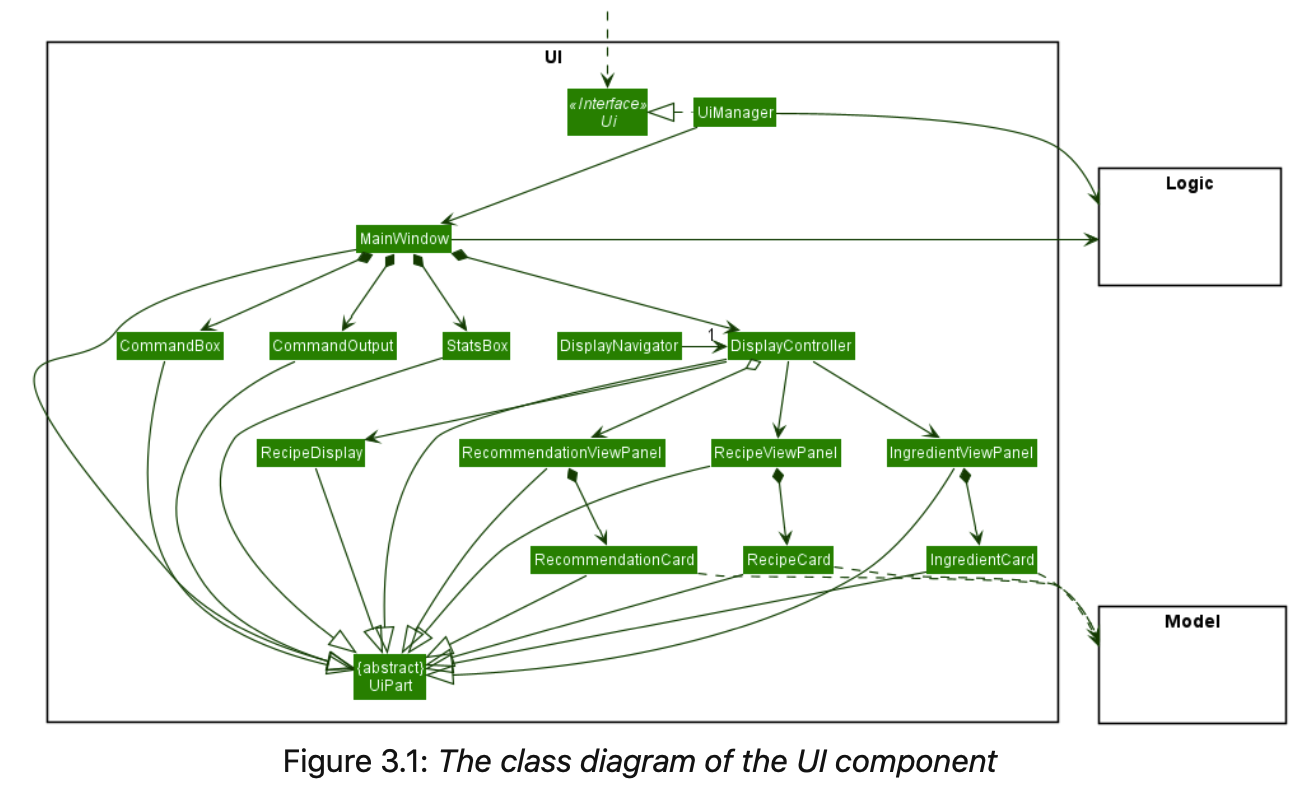 UI
«Interface»
Ui
UiManager
Logic
MainWindow
CommandBox
CommandOutput
StatsBox
DisplayNavigator
1
DisplayController
RecipeDisplay
RecommendationViewPanel
RecipeViewPanel
IngredientViewPanel
RecommendationCard
RecipeCard
IngredientCard
Model
{abstract}
UiPart
Figure 3.1: The class diagram of the UI component